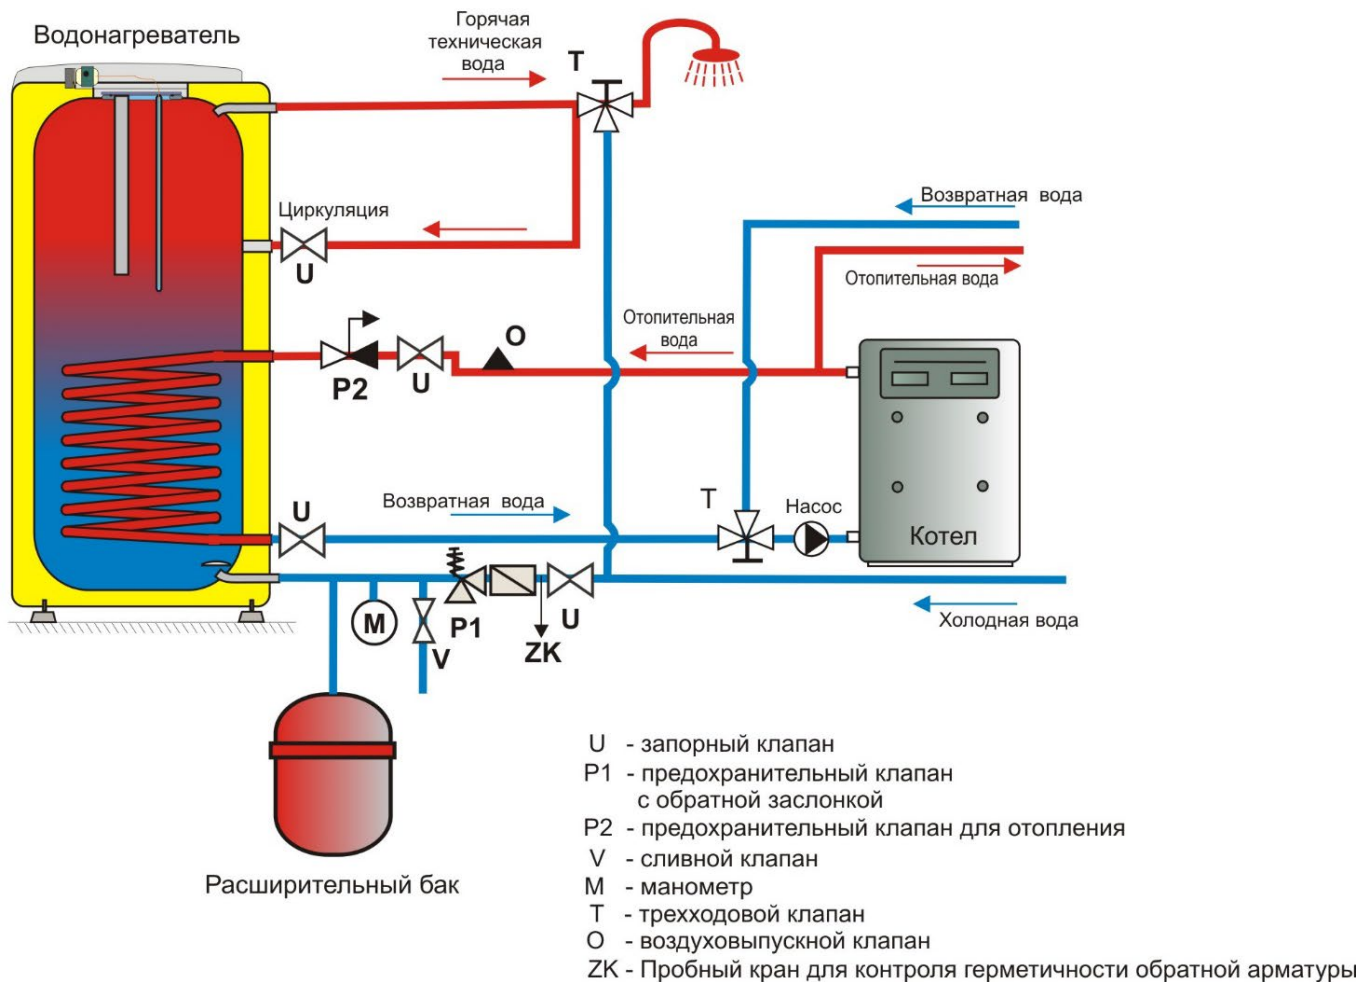 Водонагреватель
Горячая
техническая
вода
T
Возвратная вода
Циркуляция
U
Отопительная вода
Отопительная
вода
O
P2
U
Возвратная вода
U
T
Насос
Котел
M
V
P1
ZK
U
Холодная вода
Расширительный бак
U - запорный клапан
P1 - предохранительный клапан
с обратной заслонкой
P2 - предохранительный клапан для отопления
V - сливной клапан
M - манометр
T - трехходовой клапан
O - воздуховыпускной клапан
ZK - Пробный кран для контроля герметичности обратной арматуры